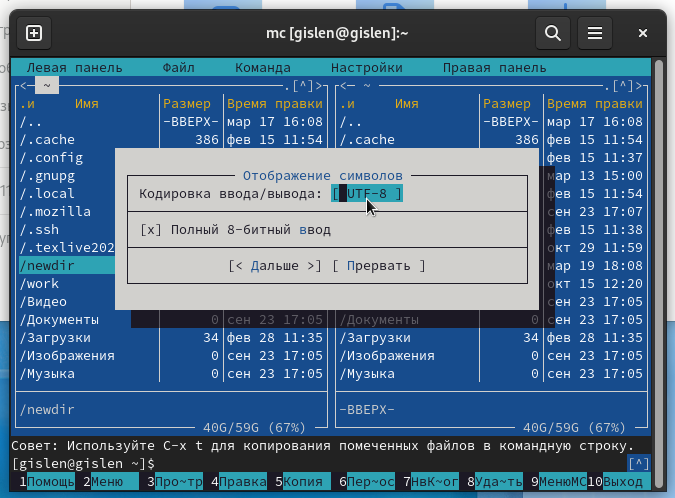 mc [gislen@gislen]:~
Левая панель Файл Команда Настройки Правая панель
<- ~ .[^]> <- ~ .[^]>
.и Имя Размер Время правки .и Имя Размер Время правки
/.. -ВВЕРХ- мар 17 16:08 /.. -ВВЕРХ- мар 17 16:08
/.cache 386 фев 15 11:54 /.cache 386 фев 15 11:54
/.config фев 15 11:37
/.gnupg мар 13 15:00
/.local фев 15 11:54
/.mozilla сен 23 17:07
/.ssh фев 15 11:38
/.texlive202 окт 29 11:59
/newdir мар 19 18:08
/work окт 15 12:20
/Видео сен 23 17:05
/Документы 0 сен 23 17:05 /Документы 0 сен 23 17:05
/Загрузки 34 фев 28 11:35 /Загрузки 34 фев 28 11:35
/Изображения 0 сен 23 17:05 /Изображения 0 сен 23 17:05
/Музыка 0 сен 23 17:05 /Музыка 0 сен 23 17:05
Отображение символов
Кодировка ввода/вывода: [ UTF-8 ]
[x] Полный 8-битный ввод
[< Дальше >] [ Прервать ]
/newdir -ВВЕРХ-
40G/59G (67%) 40G/59G (67%)
Совет: Используйте C-x t для копирования помеченных файлов в командную строку.
[gislen@gislen ~]$ [^]
1Помощь 2Меню 3Про~тр 4Правка 5Копия 6Пер~ос 7НвК~ог 8Уда~ть 9МенюMC 10Выход